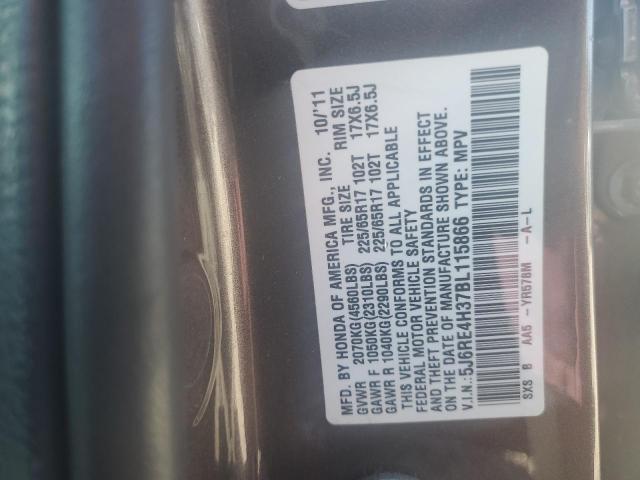 MFD. BY HONDA OF AMERICA MFG., INC. 10/'11
GVWR 2070KG(4560LBS) TIRE SIZE RIM SIZE
GAWR F 1050KG(2310LBS) 225/65R17 102T 17X6.5J
GAWR R 1040KG(2290LBS) 225/65R17 102T 17X6.5J
THIS VEHICLE CONFORMS TO ALL APPLICABLE
FEDERAL MOTOR VEHICLE SAFETY
AND THEFT PREVENTION STANDARDS IN EFFECT
ON THE DATE OF MANUFACTURE SHOWN ABOVE.
V.I.N.:5J6RE4H37BL115866 TYPE: MPV
SXS B AA5 - YR578M -A-L